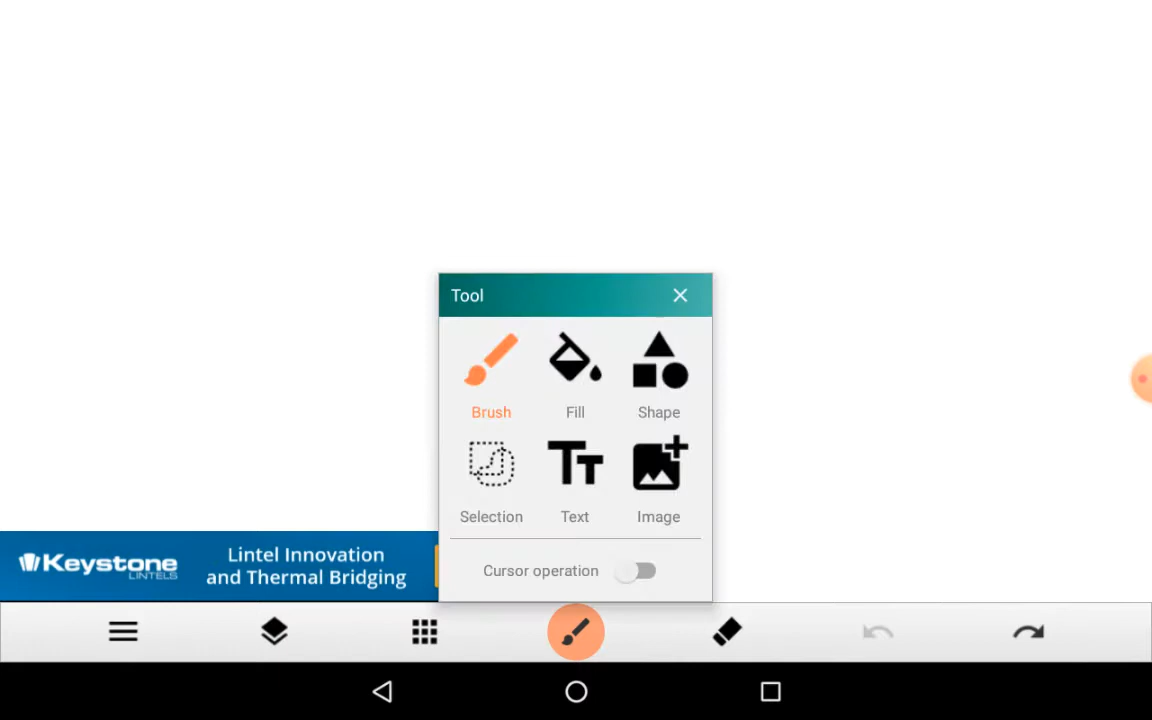 Tool
Brush
Fill
Shape
Selection
Text
Image
Cursor operation
Keystone
LINTELS
Lintel Innovation
and Thermal Bridging